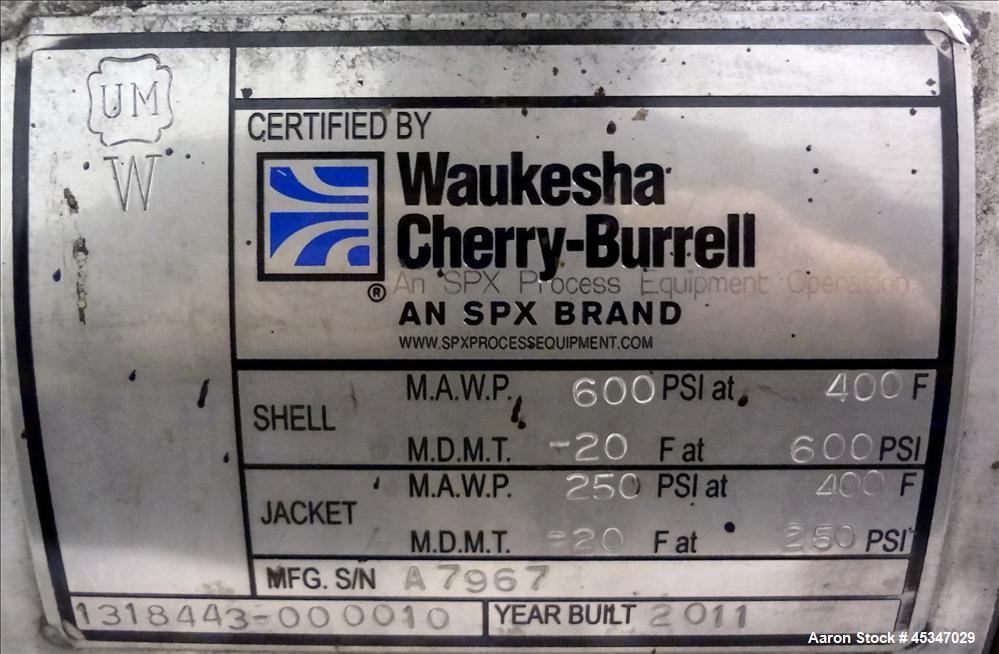 UM
W
CERTIFIED BY
Waukesha
Cherry-Burrell
®
An SPX Process Equipment Operation
AN SPX BRAND
WWW.SPXPROCESSEQUIPMENT.COM
SHELL
M.A.W.P. 600 PSI at 400 F
M.D.M.T. -20 F at 600 PSI
JACKET
M.A.W.P. 250 PSI at 400 F
M.D.M.T. -20 F at 250 PSI
MFG. S/N A7967
1318443-000010
YEAR BUILT 2011
Aaron Stock # 45347029